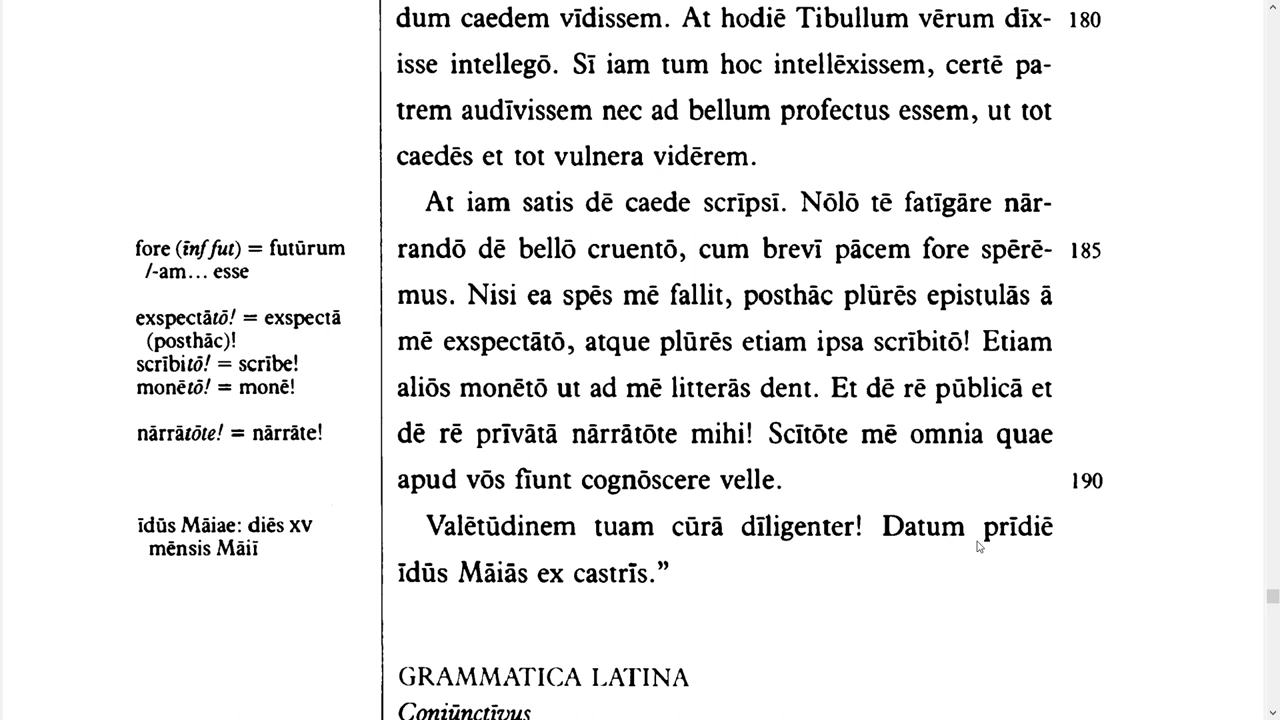 dum caedem vīdissem. At hodiē Tibullum vērum dīx-
180
isse intellegō. Sī iam tum hoc intellēxissem, certē pa-
trem audīvissem nec ad bellum profectus essem, ut tot
caedēs et tot vulnera vidērem.
At iam satis dē caede scrīpsī. Nōlō tē fatīgāre nār-
randō dē bellō cruentō, cum brevī pācem fore spērē-
185
mus. Nisi ea spēs mē fallit, posthāc plūrēs epistulās ā
mē exspectātō, atque plūrēs etiam ipsa scrībitō! Etiam
aliōs monētō ut ad mē litterās dent. Et dē rē pūblicā et
dē rē prīvātā nārrātōte mihi! Scītōte mē omnia quae
apud vōs fīunt cognōscere velle.
190
Valētūdinem tuam cūrā dīligenter! Datum prīdiē
īdūs Māiās ex castrīs.”
fore (īnf fut) = futūrum
/-am... esse
exspectātō! = exspectā
(posthāc)!
scrībitō! = scrībe!
monētō! = monē!
nārrātōte! = nārrāte!
īdūs Māiae: diēs XV
mēnsis Māiī
GRAMMATICA LATINA
Coniūnctīvus